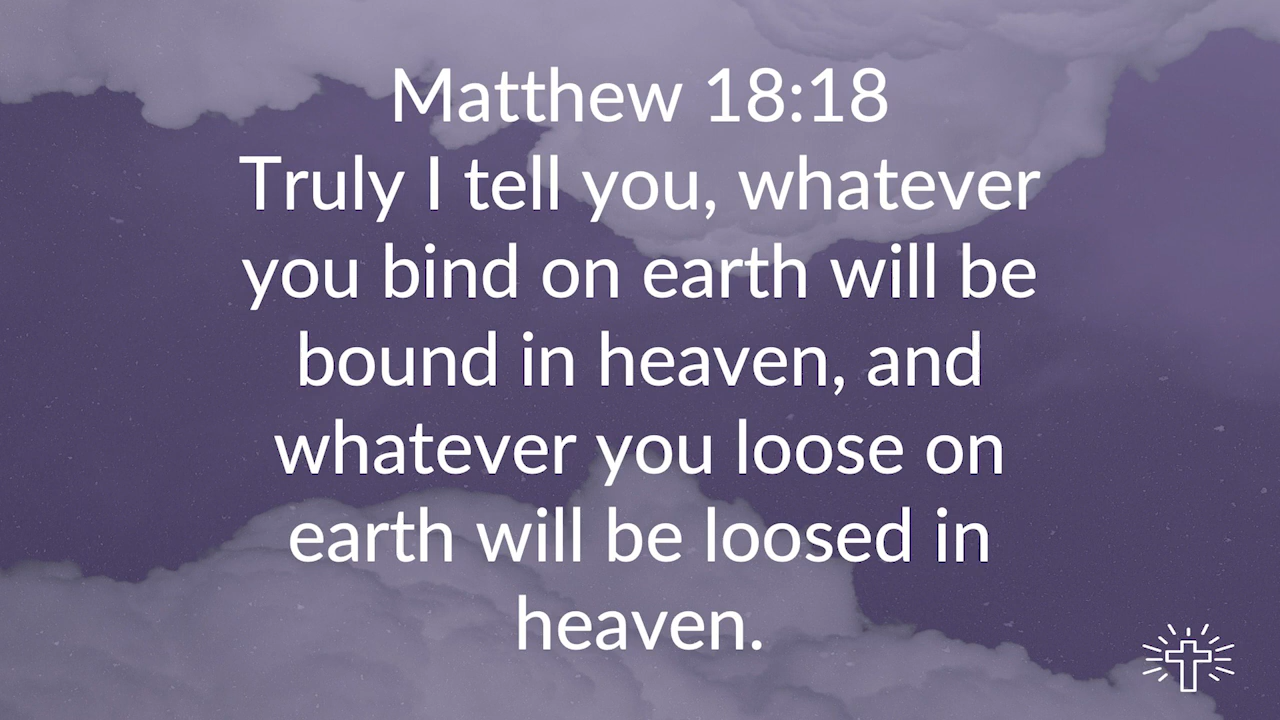 Matthew 18:18
Truly I tell you, whatever
you bind on earth will be
bound in heaven, and
whatever you loose on
earth will be loosed in
heaven.